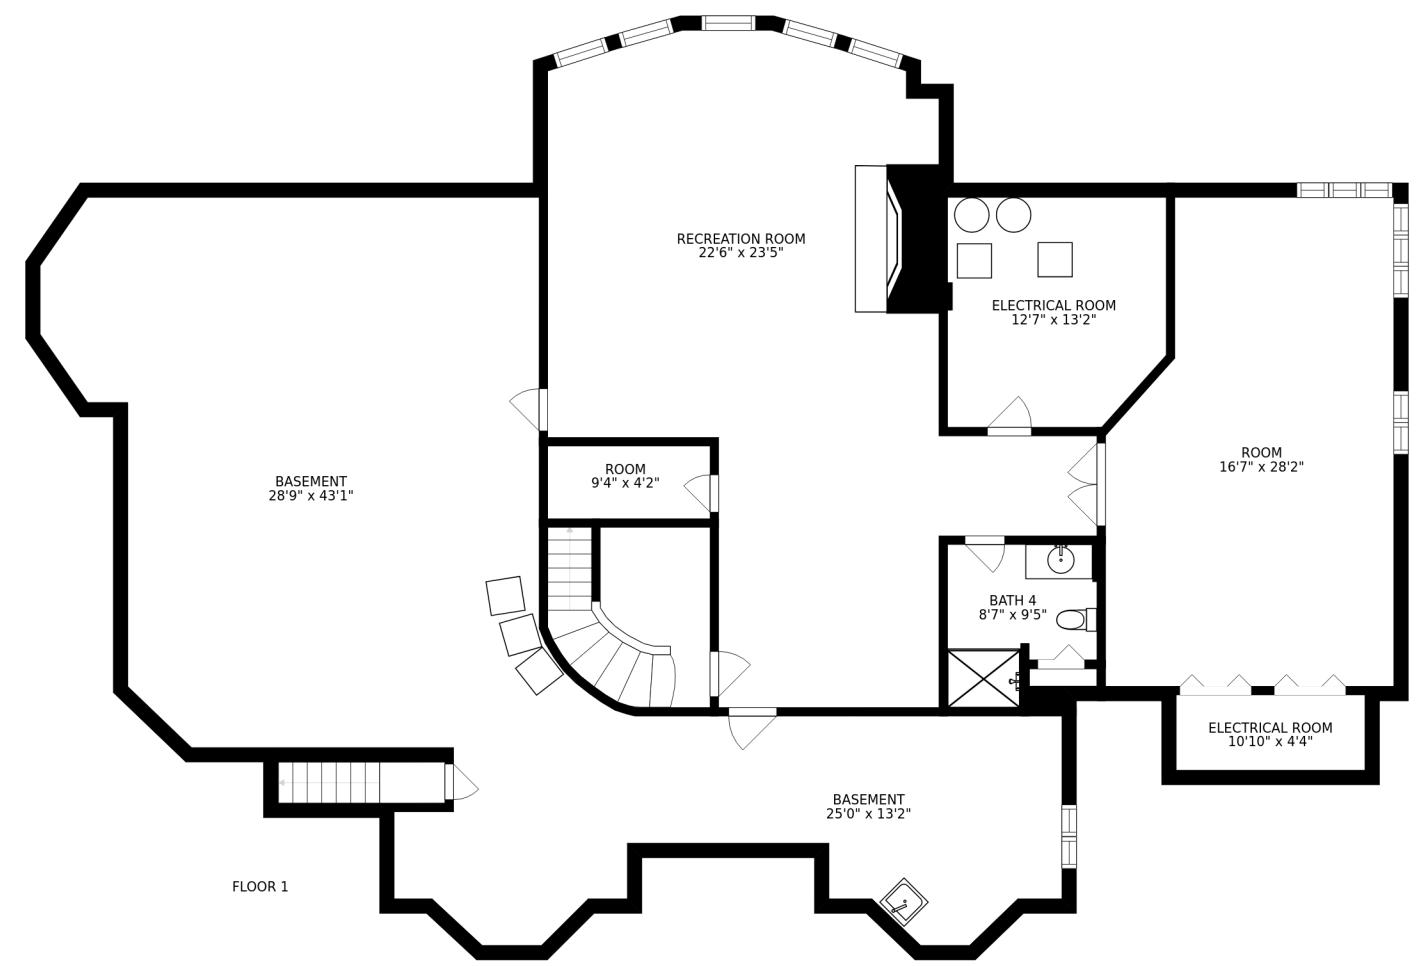 RECREATION ROOM
22'6" x 23'5"
ELECTRICAL ROOM
12'7" x 13'2"
ROOM
16'7" x 28'2"
ROOM
9'4" x 4'2"
BASEMENT
28'9" x 43'1"
BATH 4
8'7" x 9'5"
ELECTRICAL ROOM
10'10" x 4'4"
BASEMENT
25'0" x 13'2"
FLOOR 1